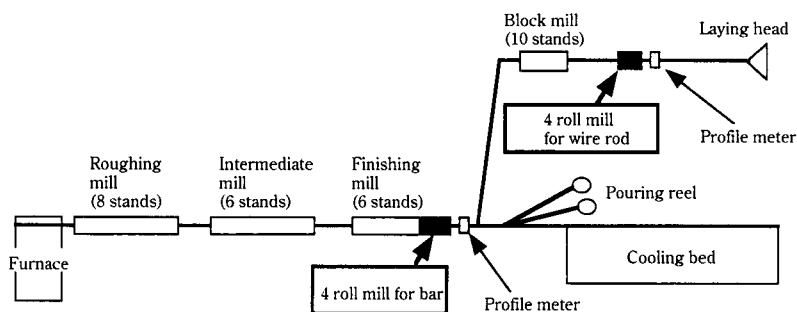 Block mill
(10 stands)
Laying head
4 roll mill
for wire rod
Profile meter
Roughing
mill
(8 stands)
Intermediate
mill
(6 stands)
Finishing
mill
(6 stands)
Pouring reel
Furnace
Cooling bed
4 roll mill for bar
Profile meter